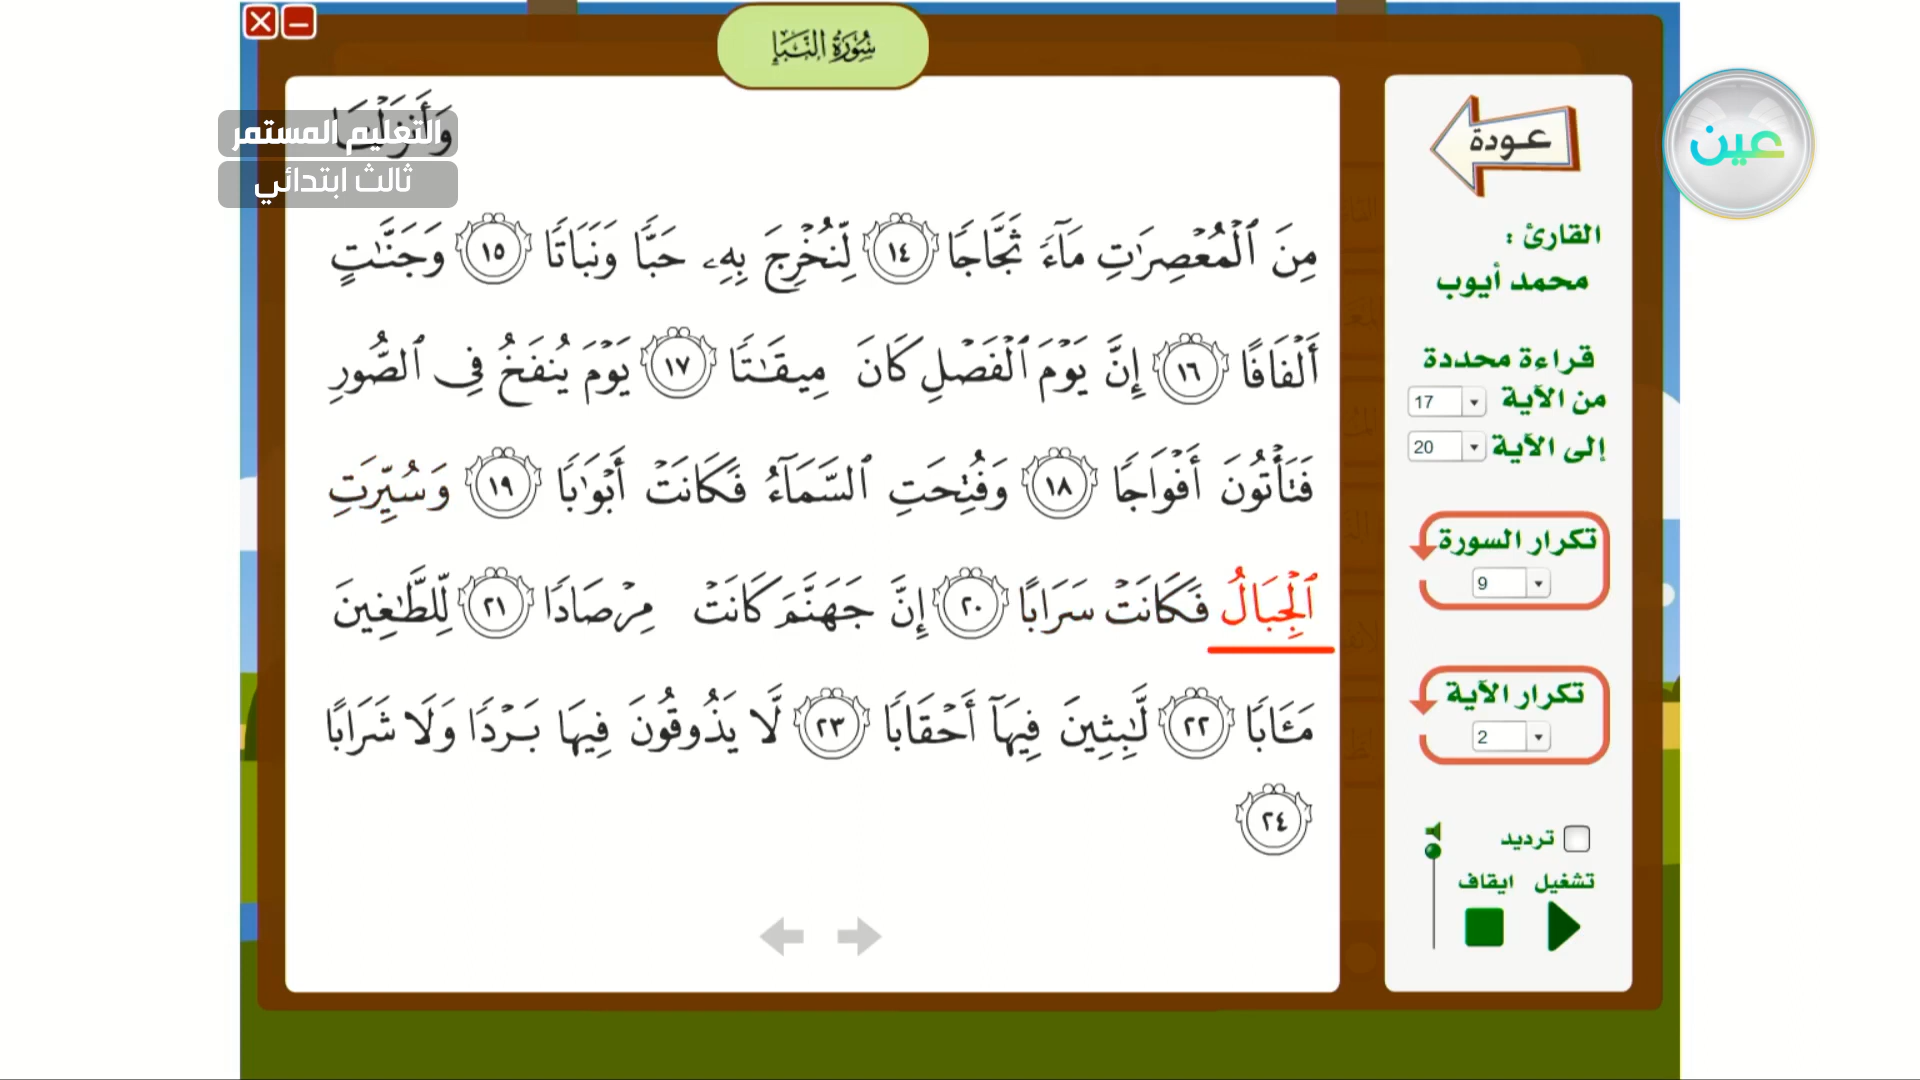 سُورَةُ النَّبَإِ
وَأَنزَلْنَا
التعليم المستمر
ثالث ابتدائي
مِنَ ٱلْمُعْصِرَٰتِ مَآءً ثَجَّاجًا ١٤ لِّنُخْرِجَ بِهِۦ حَبًّا وَنَبَاتًا ١٥ وَجَنَّـٰتٍ
أَلْفَافًا ١٦ إِنَّ يَوْمَ ٱلْفَصْلِ كَانَ مِيقَـٰتًا ١٧ يَوْمَ يُنفَخُ فِى ٱلصُّورِ
فَتَأْتُونَ أَفْوَاجًا ١٨ وَفُتِحَتِ ٱلسَّمَآءُ فَكَانَتْ أَبْوَٰبًا ١٩ وَسُيِّرَتِ
ٱلْجِبَالُ فَكَانَتْ سَرَابًا ٢٠ إِنَّ جَهَنَّمَ كَانَتْ مِرْصَادًا ٢١ لِّلطَّـٰغِينَ
مَـَٔابًا ٢٢ لَّـٰبِثِينَ فِيهَآ أَحْقَابًا ٢٣ لَّا يَذُوقُونَ فِيهَا بَرْدًا وَلَا شَرَابًا
٢٤
عـودة
القارئ :
محمد أيوب
قراءة محددة
من الآية 17
إلى الآية 20
تكرار السورة
9
تكرار الآية
2
ترديد
تشغيل ايقاف
عين